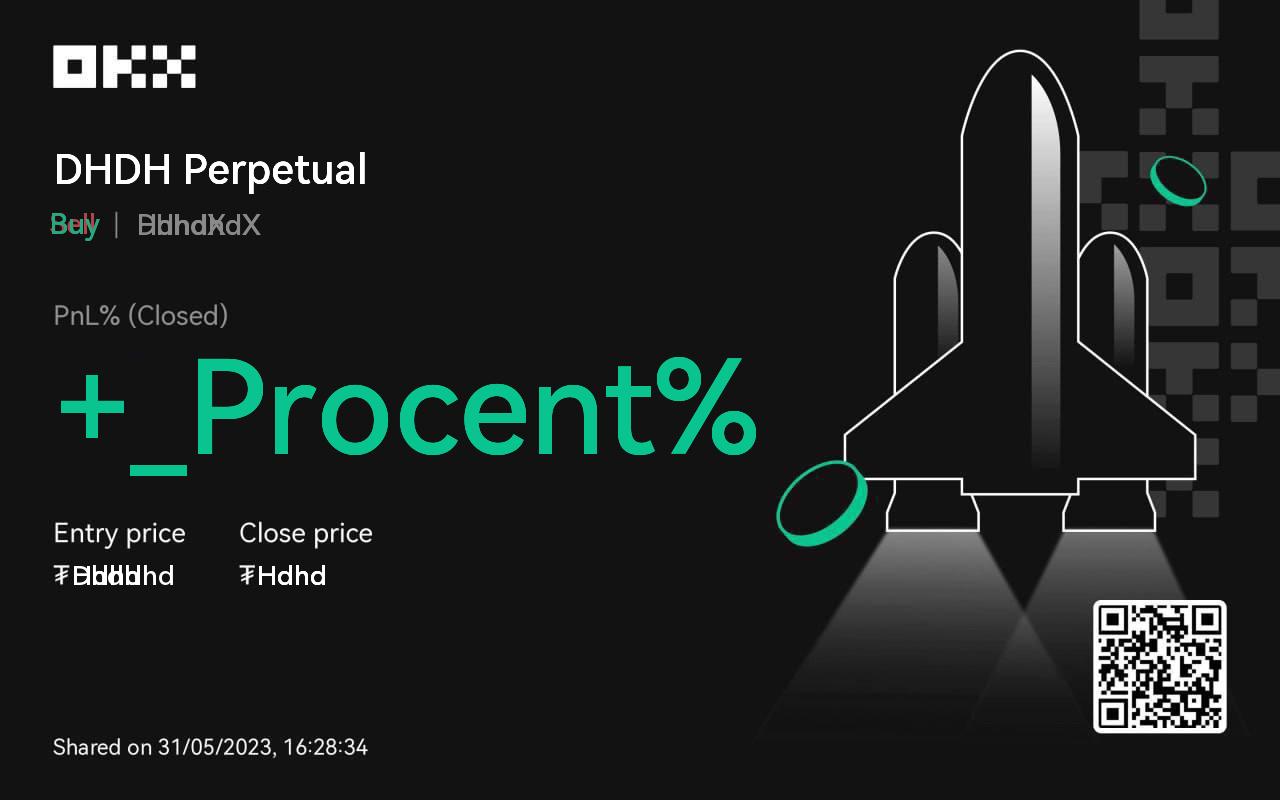 OKX
DHDH Perpetual
Buy |
PnL% (Closed)
+_Procent%
Entry price Close price
₮Hdhd
Shared on 31/05/2023, 16:28:34